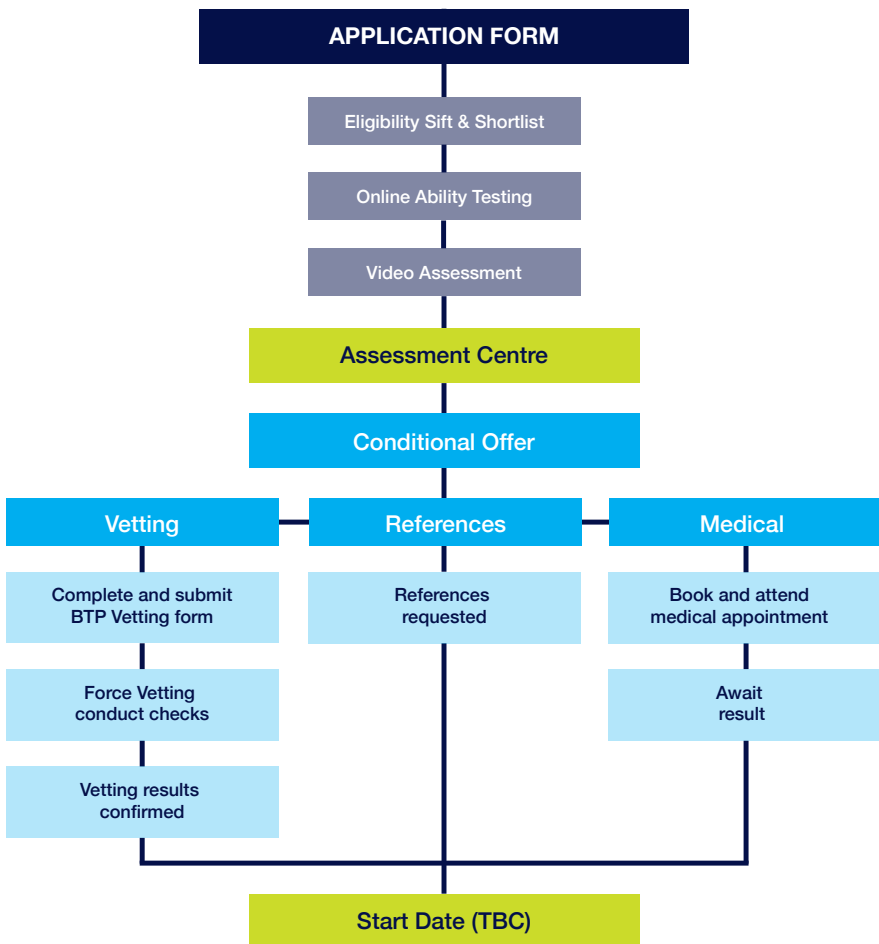 APPLICATION FORM
Eligibility Sift & Shortlist
Online Ability Testing
Video Assessment
Assessment Centre
Conditional Offer
Vetting
References
Medical
Complete and submit
BTP Vetting form
References
requested
Book and attend
medical appointment
Force Vetting
conduct checks
Await
result
Vetting results
confirmed
Start Date (TBC)